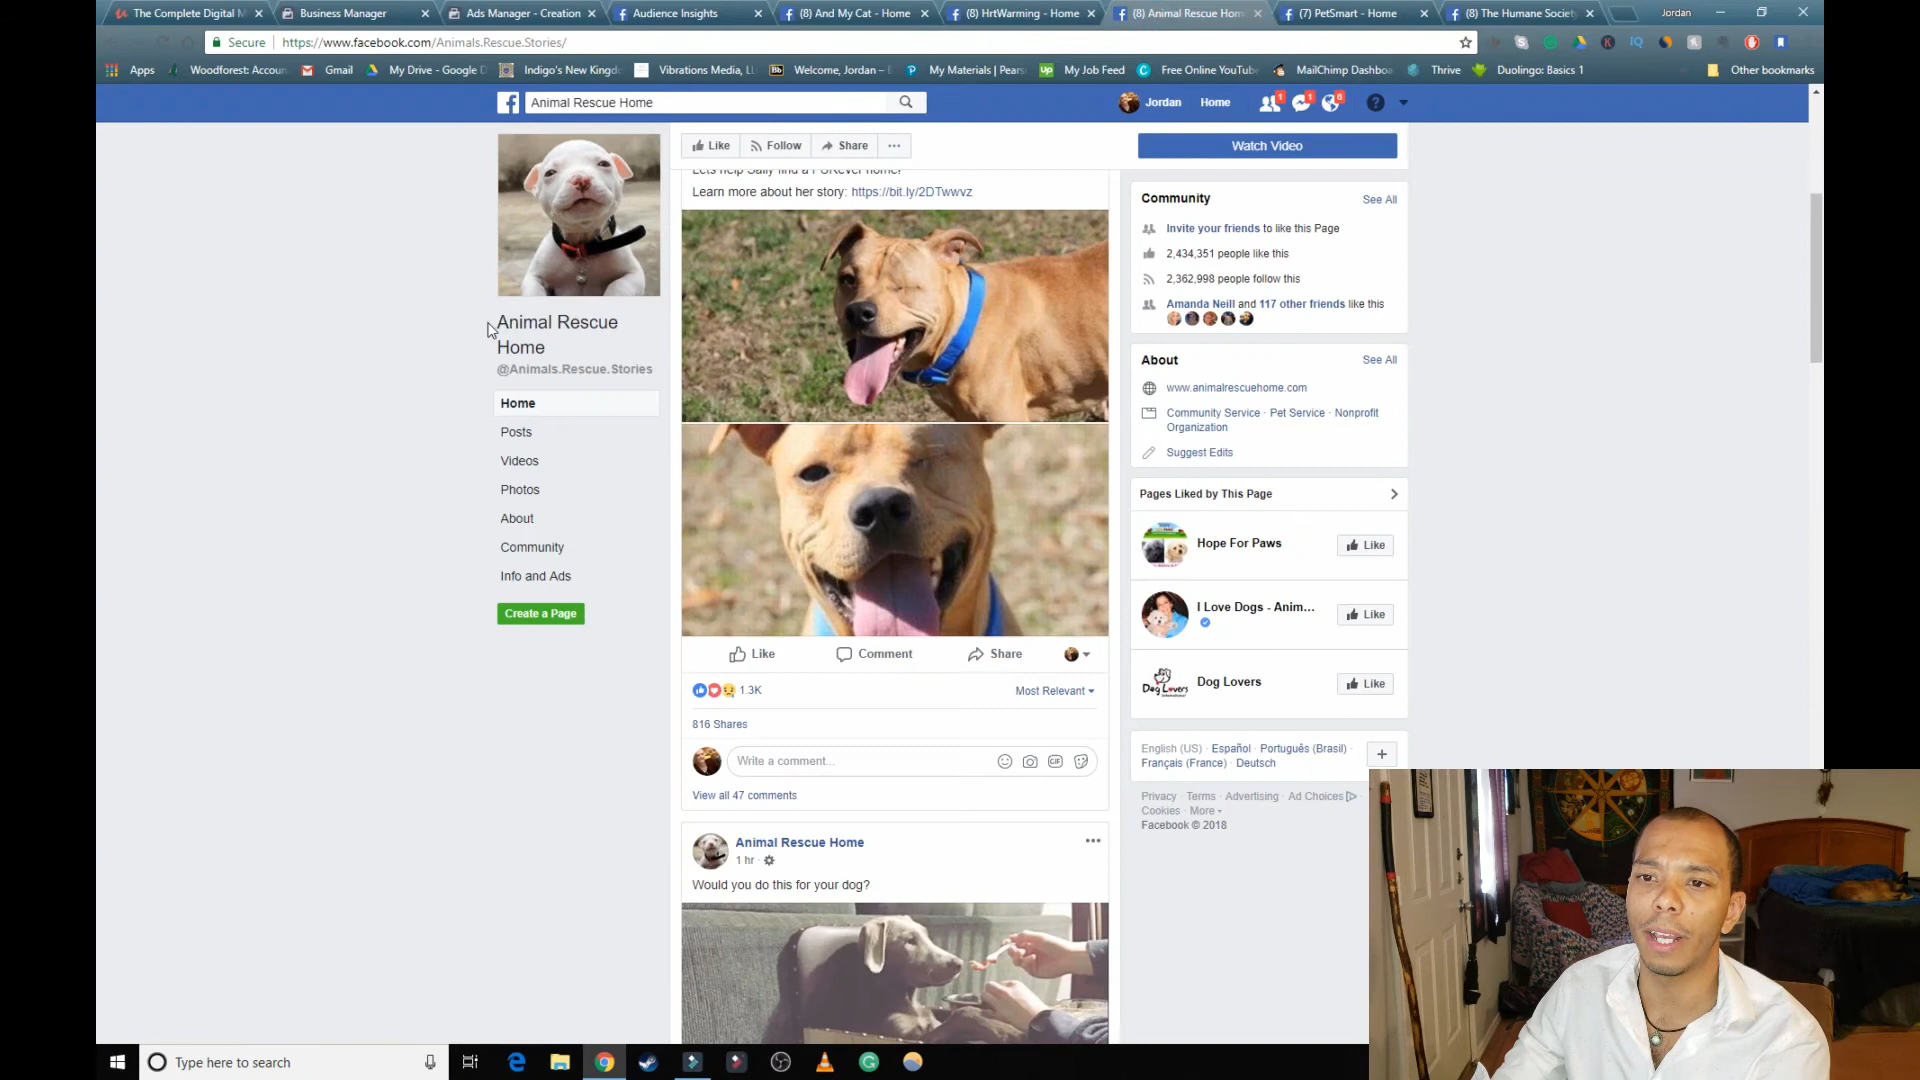 The Complete Digital M
Business Manager
Ads Manager - Creation
Audience Insights
(8) And My Cat - Home
(8) HrtWarming - Home
(8) Animal Rescue Hom
(7) PetSmart - Home
(8) The Humane Society
Jordan
Secure
https://www.facebook.com/Animals.Rescue.Stories/
Apps
Woodforest: Accoun
Gmail
My Drive - Google D
Indigo's New Kingdo
Vibrations Media, LL
Welcome, Jordan –
My Materials | Pears
My Job Feed
Free Online YouTube
MailChimp Dashboa
Thrive
Duolingo: Basics 1
Other bookmarks
Animal Rescue Home
Jordan
Home
1
1
6
Like
Follow
Share
Watch Video
Learn more about her story: https://bit.ly/2DTwwvz
Animal Rescue
Home
@Animals.Rescue.Stories
Home
Posts
Videos
Photos
About
Community
Info and Ads
Create a Page
Like
Comment
Share
1.3K
Most Relevant
816 Shares
Write a comment...
GIF
View all 47 comments
Animal Rescue Home
1 hr
Would you do this for your dog?
Community
See All
Invite your friends to like this Page
2,434,351 people like this
2,362,998 people follow this
Amanda Neill and 117 other friends like this
About
See All
www.animalrescuehome.com
Community Service · Pet Service · Nonprofit
Organization
Suggest Edits
Pages Liked by This Page
Hope For Paws
Like
I Love Dogs - Anim...
Like
Dog Lovers
Like
English (US) · Español · Português (Brasil) ·
Français (France) · Deutsch
Privacy · Terms · Advertising · Ad Choices ·
Cookies · More
Facebook © 2018
Type here to search